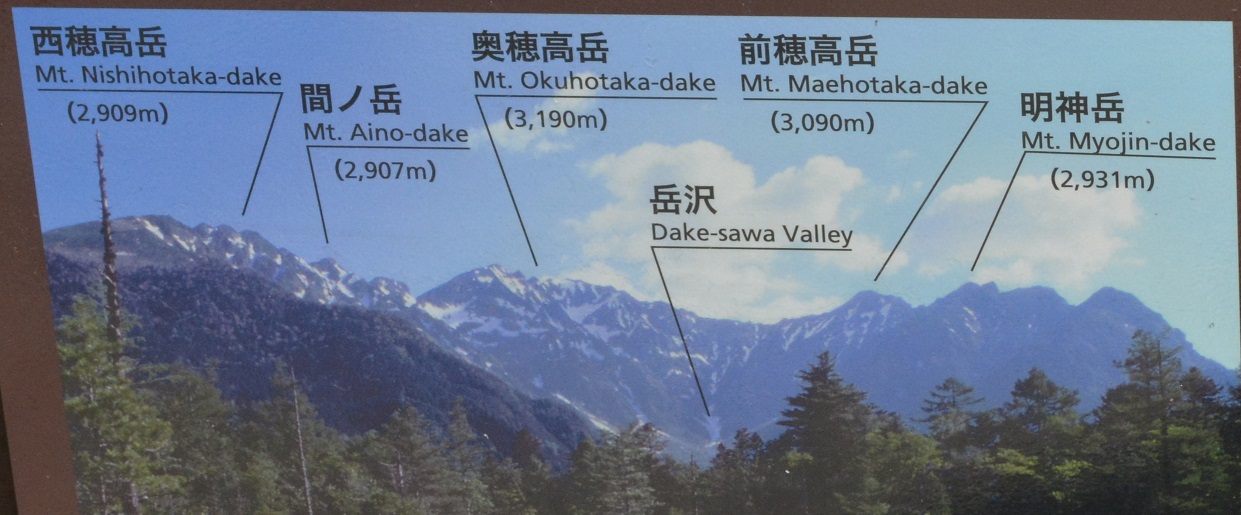 西穂高岳
Mt. Nishihotaka-dake
(2,909m)
間ノ岳
Mt. Aino-dake
(2,907m)
奥穂高岳
Mt. Okuhotaka-dake
(3,190m)
岳沢
Dake-sawa Valley
前穂高岳
Mt. Maehotaka-dake
(3,090m)
明神岳
Mt. Myojin-dake
(2,931m)